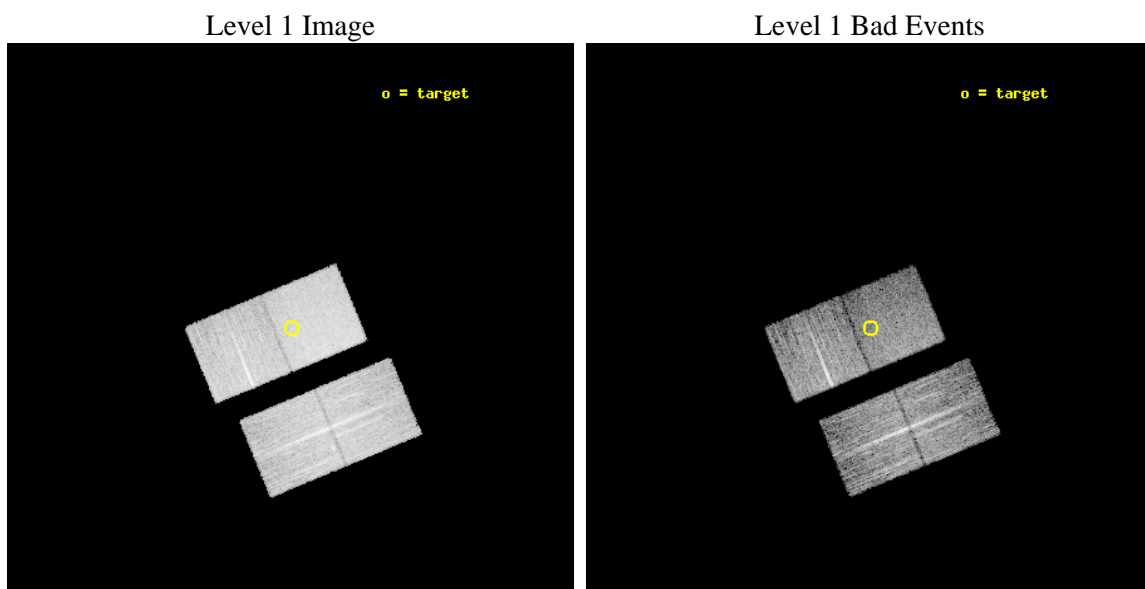 Level 1 Image
Level 1 Bad Events
o = target
o = target